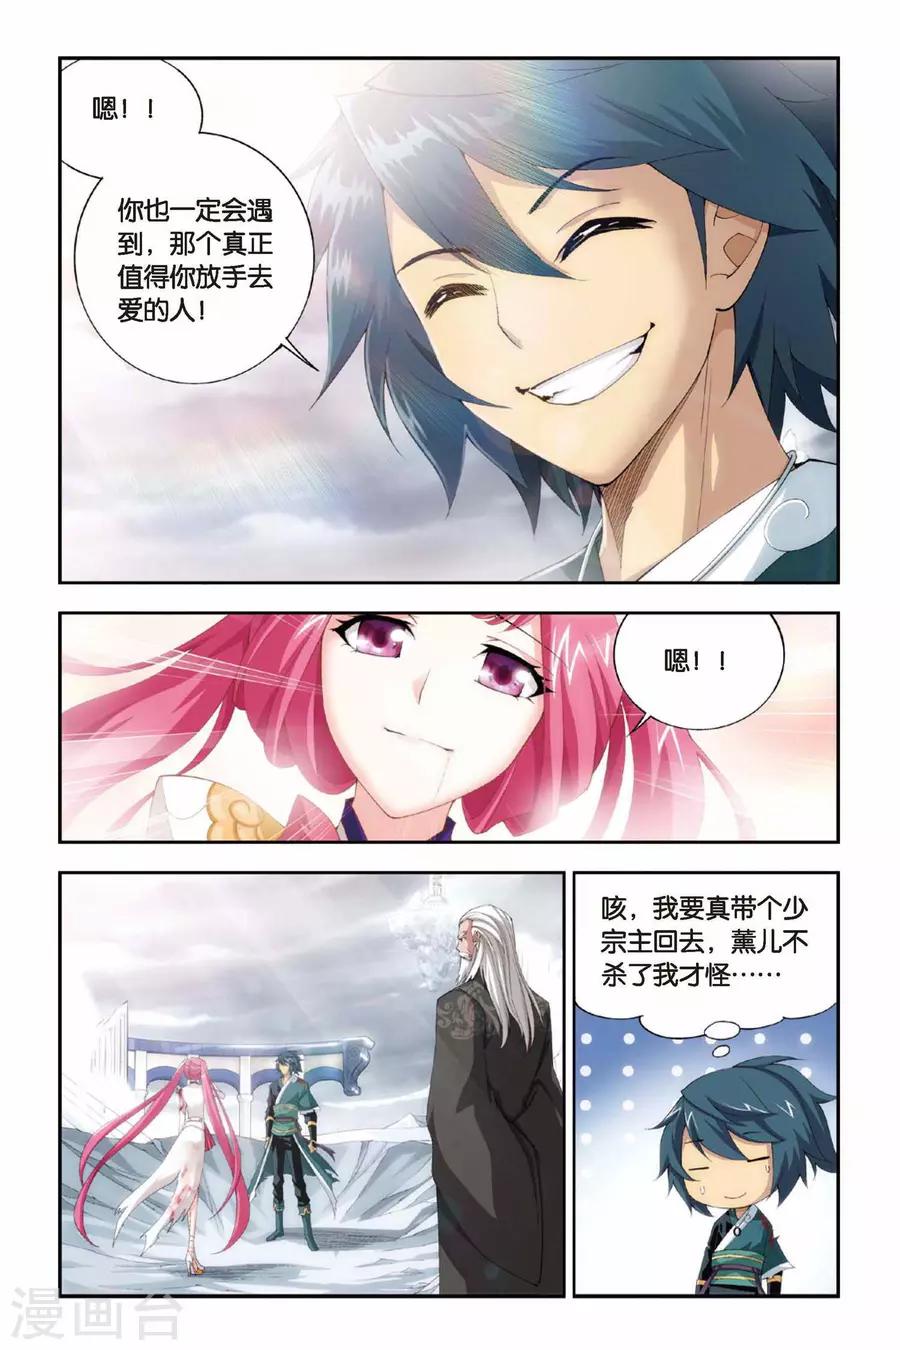 嗯！！
你也一定会遇
到，那个真正
值得你放手去
爱的人！
嗯！！
咳，我要真带个少
宗主回去，薰儿不
杀了我才怪……
漫画台